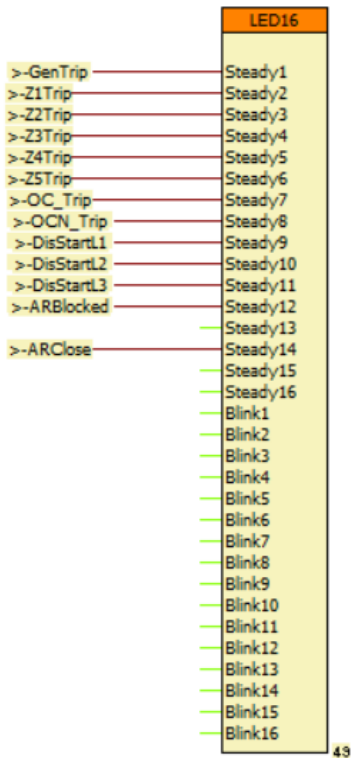 LED16
>-GenTrip Steady1
>-Z1Trip Steady2
>-Z2Trip Steady3
>-Z3Trip Steady4
>-Z4Trip Steady5
>-Z5Trip Steady6
>-OC_Trip Steady7
>-OCN_Trip Steady8
>-DisStartL1 Steady9
>-DisStartL2 Steady10
>-DisStartL3 Steady11
>-ARBlocked Steady12
Steady13
>-ARClose Steady14
Steady15
Steady16
Blink1
Blink2
Blink3
Blink4
Blink5
Blink6
Blink7
Blink8
Blink9
Blink10
Blink11
Blink12
Blink13
Blink14
Blink15
Blink16
49